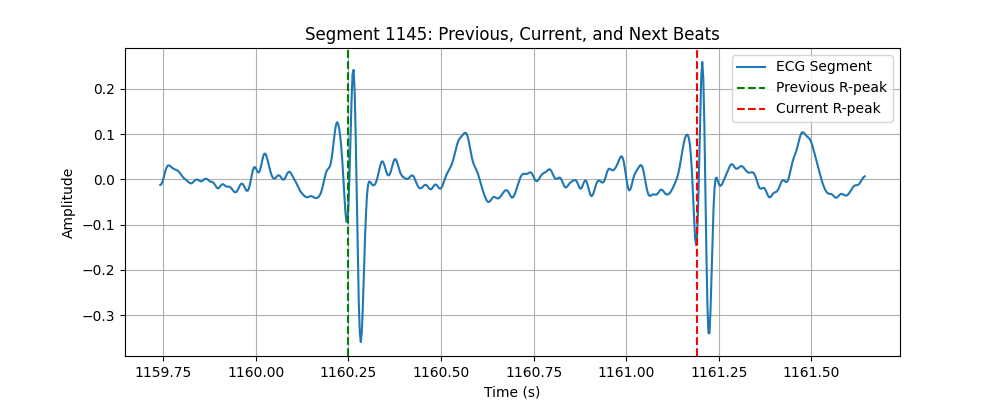 Segment 1145: Previous, Current, and Next Beats
ECG Segment
Previous R-peak
Current R-peak
Amplitude
0.2
0.1
0.0
−0.1
−0.2
−0.3
1159.75 1160.00 1160.25 1160.50 1160.75 1161.00 1161.25 1161.50
Time (s)